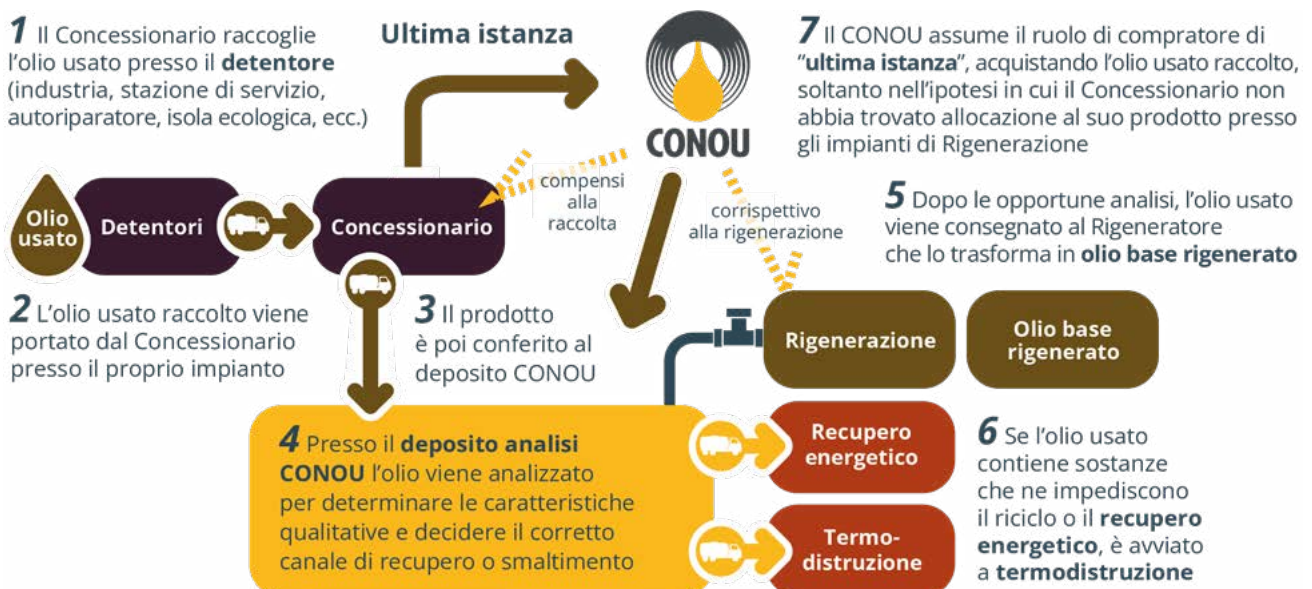 1 Il Concessionario raccoglie
l’olio usato presso il detentore
(industria, stazione di servizio,
autoriparatore, isola ecologica, ecc.)
Ultima istanza
CONOU
7 Il CONOU assume il ruolo di compratore di
“ultima istanza”, acquistando l’olio usato raccolto,
soltanto nell’ipotesi in cui il Concessionario non
abbia trovato allocazione al suo prodotto presso
gli impianti di Rigenerazione
Olio
usato
Detentori
Concessionario
compensi
alla
raccolta
corrispettivo
alla rigenerazione
5 Dopo le opportune analisi, l’olio usato
viene consegnato al Rigeneratore
che lo trasforma in olio base rigenerato
2 L’olio usato raccolto viene
portato dal Concessionario
presso il proprio impianto
3 Il prodotto
è poi conferito al
deposito CONOU
Rigenerazione
Olio base
rigenerato
4 Presso il deposito analisi
CONOU l’olio viene analizzato
per determinare le caratteristiche
qualitative e decidere il corretto
canale di recupero o smaltimento
Recupero
energetico
Termo-
distruzione
6 Se l’olio usato
contiene sostanze
che ne impediscono
il riciclo o il recupero
energetico, è avviato
a termodistruzione